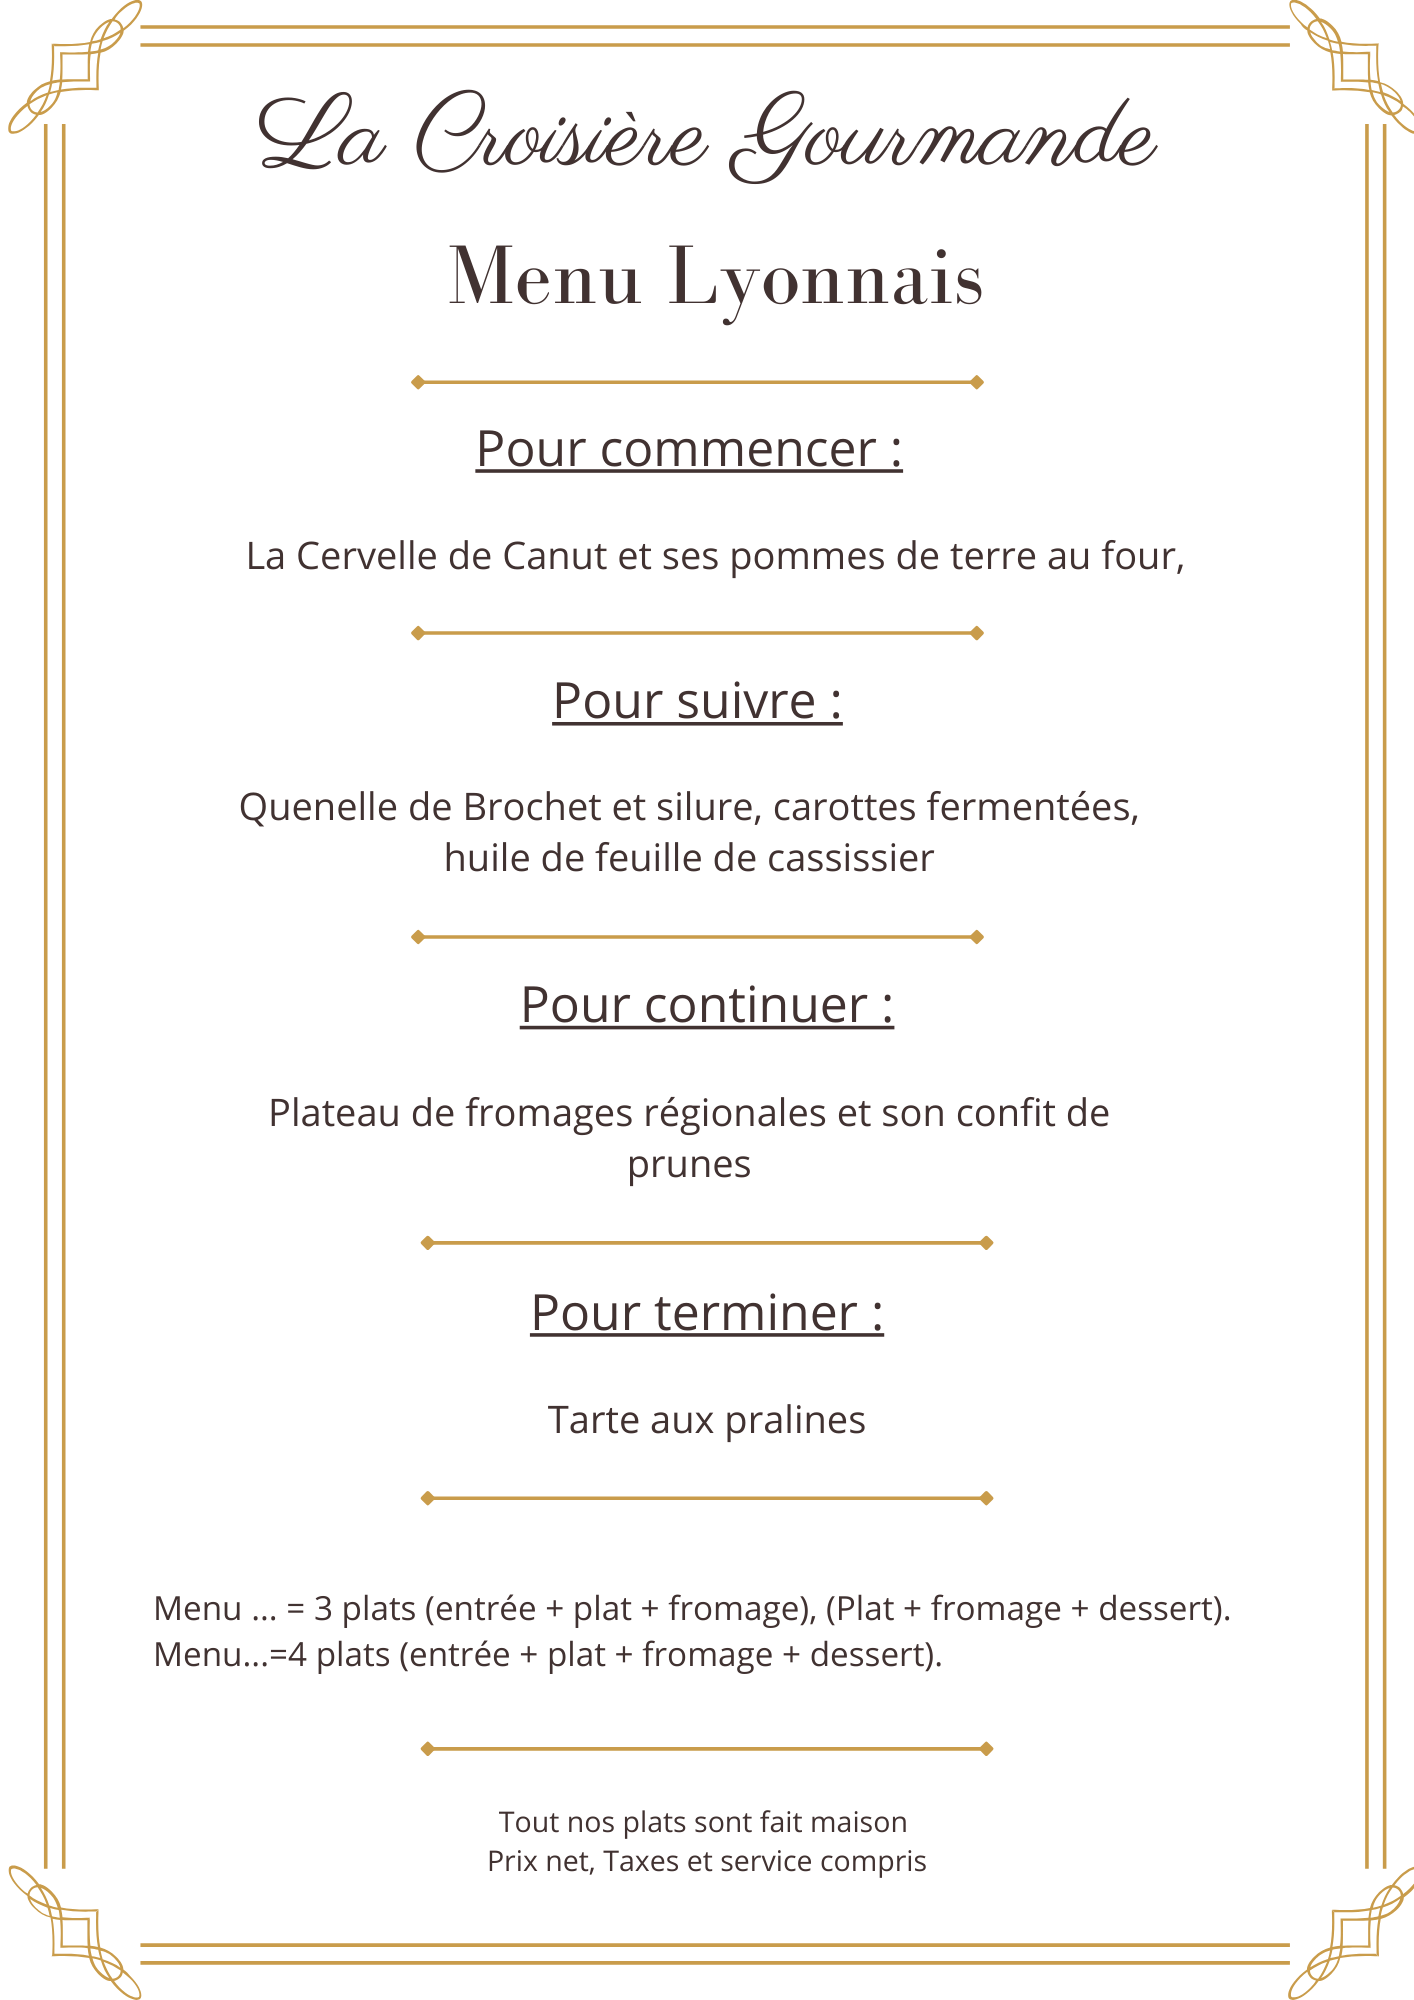 La Croisière Gourmande
Menu Lyonnais
Pour commencer :
La Cervelle de Canut et ses pommes de terre au four,
Pour suivre :
Quenelle de Brochet et silure, carottes fermentées,
huile de feuille de cassissier
Pour continuer :
Plateau de fromages régionales et son confit de
prunes
Pour terminer :
Tarte aux pralines
Menu ... = 3 plats (entrée + plat + fromage), (Plat + fromage + dessert).
Menu...=4 plats (entrée + plat + fromage + dessert).
Tout nos plats sont fait maison
Prix net, Taxes et service compris